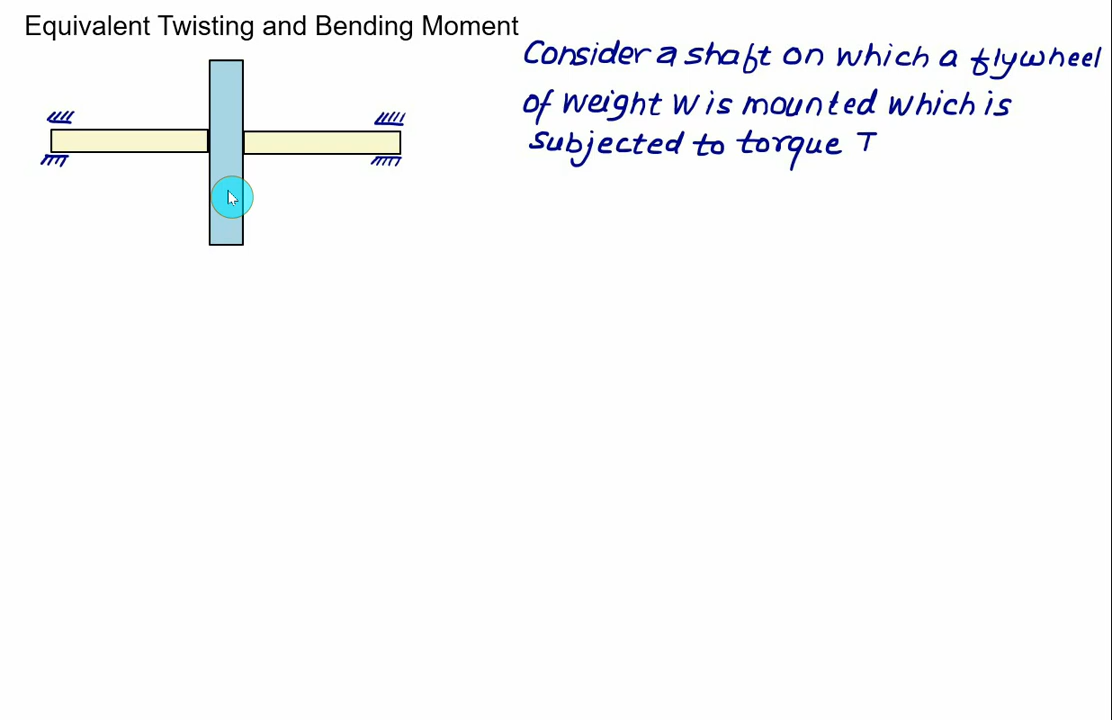 Equivalent Twisting and Bending Moment
Consider a shaft on which a flywheel
of weight W is mounted which is
subjected to torque T